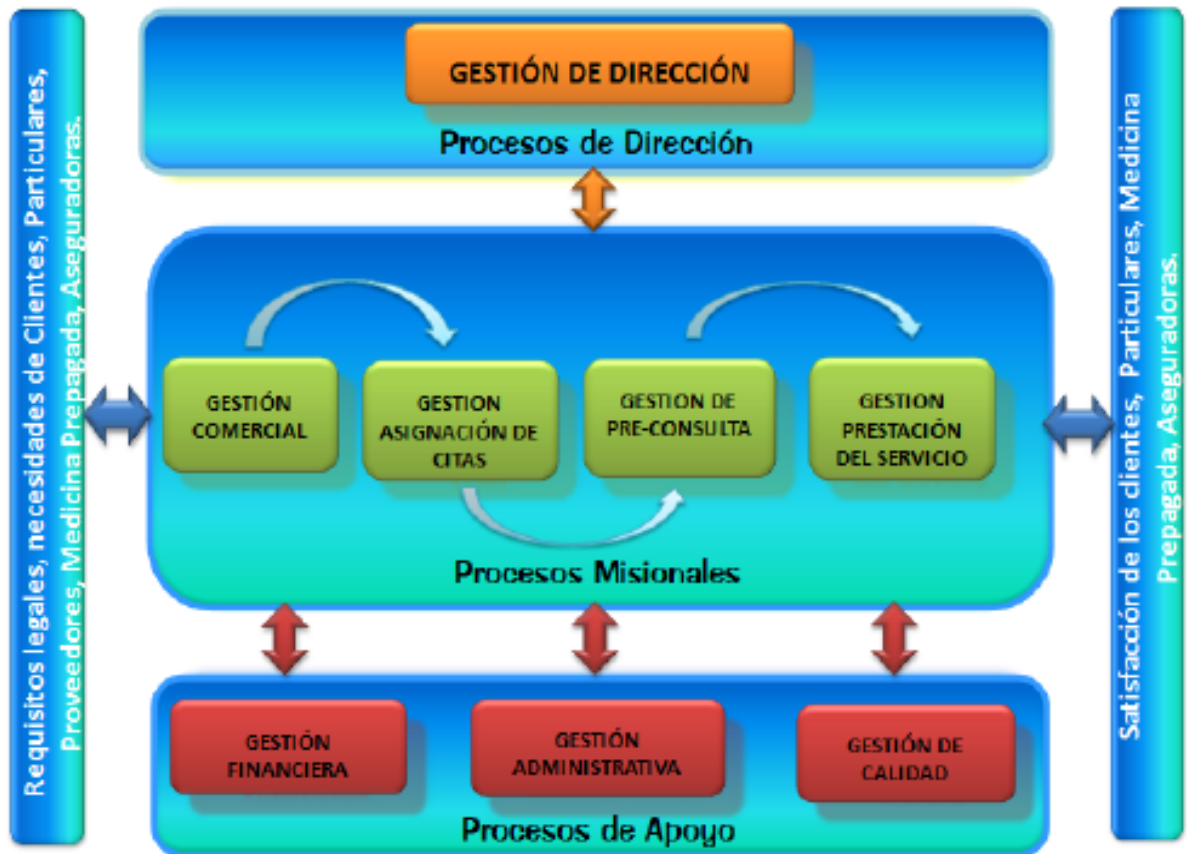 Requisitos legales, necesidades de Clientes, Particulares,
Proveedores, Medicina Prepagada, Aseguradoras.
GESTIÓN DE DIRECCIÓN
Procesos de Dirección
GESTIÓN
COMERCIAL
GESTION
ASIGNACIÓN DE
CITAS
GESTION DE
PRE-CONSULTA
GESTION
PRESTACIÓN
DEL SERVICIO
Procesos Misionales
GESTIÓN
FINANCIERA
GESTIÓN
ADMINISTRATIVA
GESTIÓN DE
CALIDAD
Procesos de Apoyo
Satisfacción de los clientes, Particulares, Medicina
Prepagada, Aseguradoras.